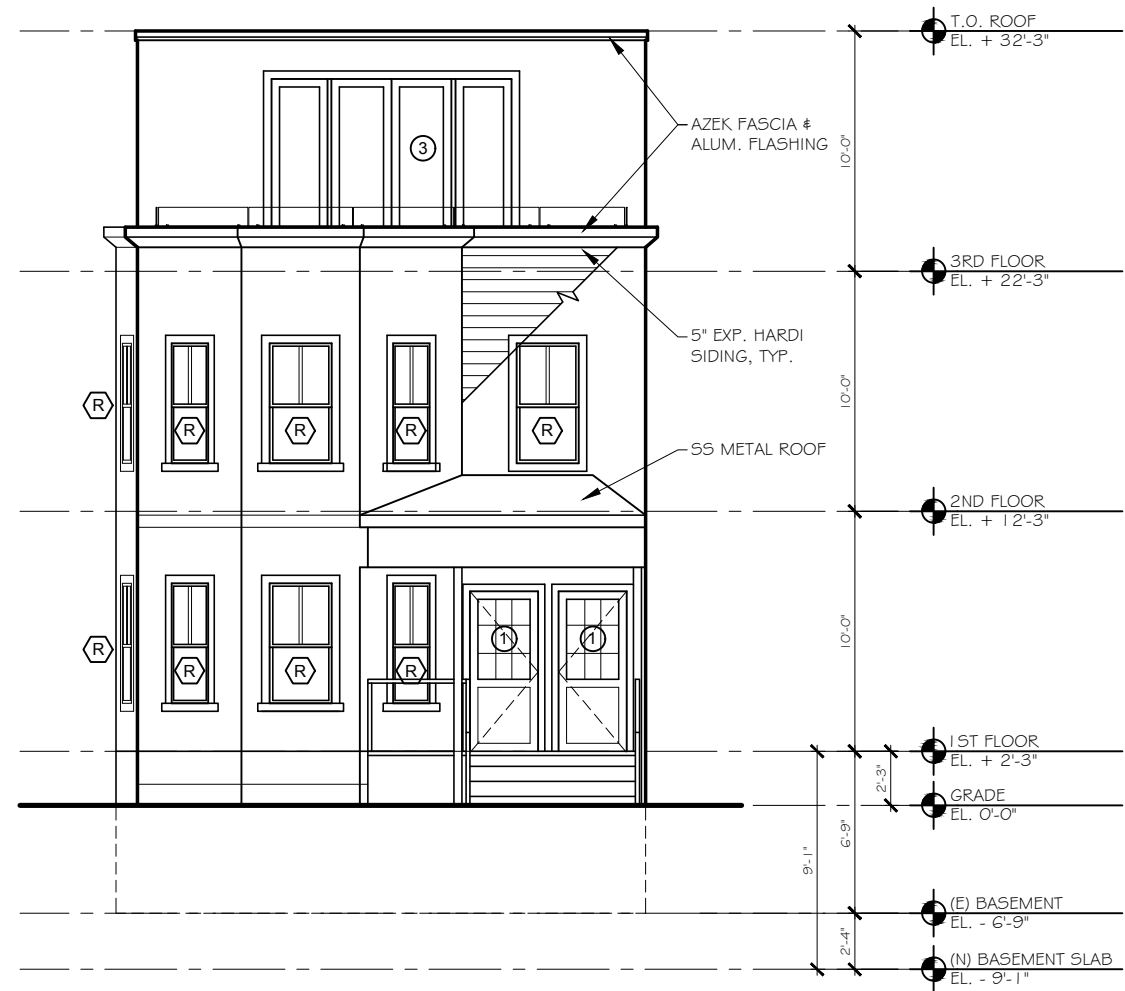 T.O. ROOF
EL. + 32'-3"
AZEK FASCIA &
ALUM. FLASHING
10'-0"
3
3RD FLOOR
EL. + 22'-3"
5" EXP. HARDI
SIDING, TYP.
10'-0"
R
R
R
R
R
SS METAL ROOF
2ND FLOOR
EL. + 12'-3"
10'-0"
1
1
R
R
R
R
1ST FLOOR
EL. + 2'-3"
2'-3"
GRADE
EL. 0'-0"
6'-9"
9'-1"
(E) BASEMENT
EL. - 6'-9"
2'-4"
(N) BASEMENT SLAB
EL. - 9'-1"